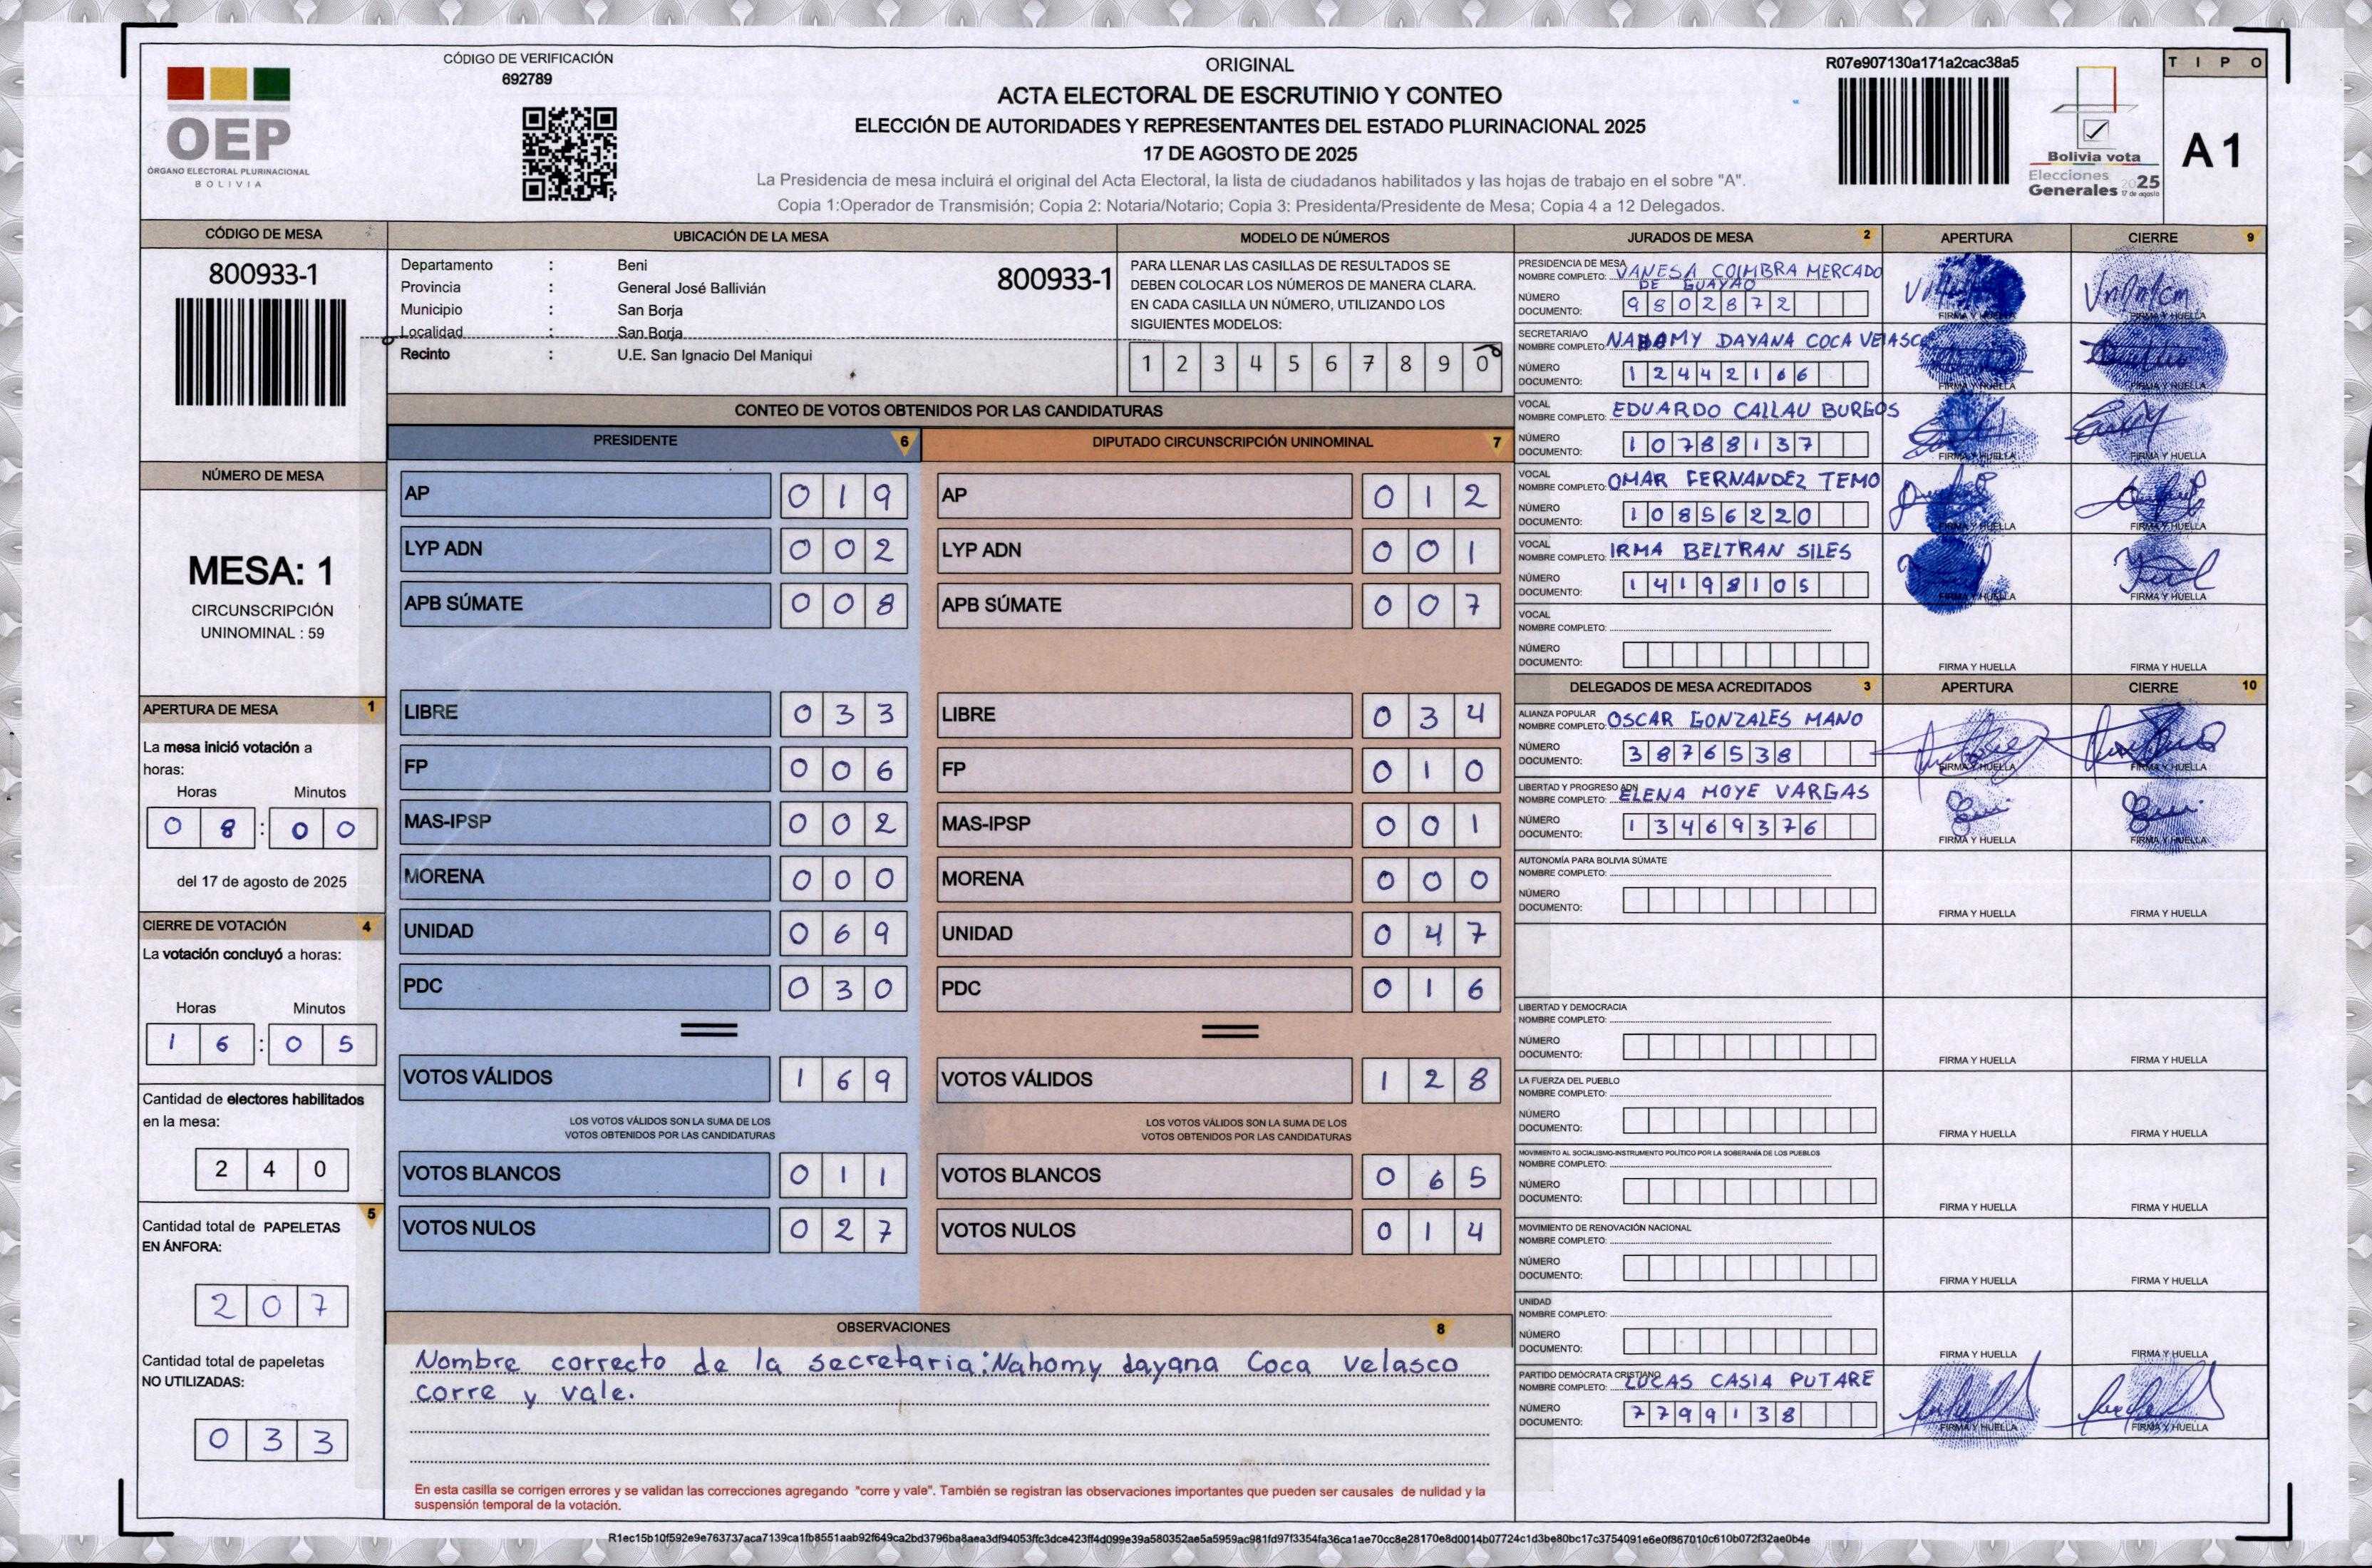 CÓDIGO DE VERIFICACIÓN
692789
OEP
ÓRGANO ELECTORAL PLURINACIONAL
BOLIVIA
ORIGINAL
ACTA ELECTORAL DE ESCRUTINIO Y CONTEO
ELECCIÓN DE AUTORIDADES Y REPRESENTANTES DEL ESTADO PLURINACIONAL 2025
17 DE AGOSTO DE 2025
La Presidencia de mesa incluirá el original del Acta Electoral, la lista de ciudadanos habilitados y las hojas de trabajo en el sobre "A".
Copia 1:Operador de Transmisión; Copia 2: Notaria/Notario; Copia 3: Presidenta/Presidente de Mesa; Copia 4 a 12 Delegados.
R07e907130a171a2cac38a5
Bolivia vota
Elecciones
Generales 2025
17 de agosto
TIPO
A1
CÓDIGO DE MESA
800933-1
NÚMERO DE MESA
MESA: 1
CIRCUNSCRIPCIÓN
UNINOMINAL : 59
APERTURA DE MESA 1
La mesa inició votación a
horas:
Horas Minutos
0 8 : 0 0
del 17 de agosto de 2025
CIERRE DE VOTACIÓN 4
La votación concluyó a horas:
Horas Minutos
1 6 : 0 5
Cantidad de electores habilitados
en la mesa:
2 4 0
5
Cantidad total de PAPELETAS
EN ÁNFORA:
2 0 7
Cantidad total de papeletas
NO UTILIZADAS:
0 3 3
UBICACIÓN DE LA MESA
Departamento : Beni
800933-1
Provincia : General José Ballivián
Municipio : San Borja
Localidad : San Borja
Recinto : U.E. San Ignacio Del Maniqui
MODELO DE NÚMEROS
PARA LLENAR LAS CASILLAS DE RESULTADOS SE
DEBEN COLOCAR LOS NÚMEROS DE MANERA CLARA.
EN CADA CASILLA UN NÚMERO, UTILIZANDO LOS
SIGUIENTES MODELOS:
1 2 3 4 5 6 7 8 9 0
CONTEO DE VOTOS OBTENIDOS POR LAS CANDIDATURAS
PRESIDENTE 6
AP 0 1 9
LYP ADN 0 0 2
APB SÚMATE 0 0 8
LIBRE 0 3 3
FP 0 0 6
MAS-IPSP 0 0 2
MORENA 0 0 0
UNIDAD 0 6 9
PDC 0 3 0
VOTOS VÁLIDOS 1 6 9
LOS VOTOS VÁLIDOS SON LA SUMA DE LOS
VOTOS OBTENIDOS POR LAS CANDIDATURAS
VOTOS BLANCOS 0 1 1
VOTOS NULOS 0 2 7
DIPUTADO CIRCUNSCRIPCIÓN UNINOMINAL 7
AP 0 1 2
LYP ADN 0 0 1
APB SÚMATE 0 0 7
LIBRE 0 3 4
FP 0 1 0
MAS-IPSP 0 0 1
MORENA 0 0 0
UNIDAD 0 4 7
PDC 0 1 6
VOTOS VÁLIDOS 1 2 8
LOS VOTOS VÁLIDOS SON LA SUMA DE LOS
VOTOS OBTENIDOS POR LAS CANDIDATURAS
VOTOS BLANCOS 0 6 5
VOTOS NULOS 0 1 4
OBSERVACIONES 8
Nombre correcto de la secretaria: Nahomy dayana Coca Velasco
corre y vale.
En esta casilla se corrigen errores y se validan las correcciones agregando "corre y vale". También se registran las observaciones importantes que pueden ser causales de nulidad y la
suspensión temporal de la votación.
JURADOS DE MESA 2 APERTURA CIERRE 9
PRESIDENCIA DE MESA
NOMBRE COMPLETO: VANESA COIMBRA MERCADO
DE GUAYAO
NÚMERO
DOCUMENTO: 9802872
FIRMA Y HUELLA FIRMA Y HUELLA
SECRETARIA/O
NOMBRE COMPLETO: NAHOMY DAYANA COCA VELASCO
NÚMERO
DOCUMENTO: 12442166
FIRMA Y HUELLA FIRMA Y HUELLA
VOCAL
NOMBRE COMPLETO: EDUARDO CALLAU BURGOS
NÚMERO
DOCUMENTO: 10788137
FIRMA Y HUELLA FIRMA Y HUELLA
VOCAL
NOMBRE COMPLETO: OMAR FERNANDEZ TEMO
NÚMERO
DOCUMENTO: 10856220
FIRMA Y HUELLA FIRMA Y HUELLA
VOCAL
NOMBRE COMPLETO: IRMA BELTRAN SILES
NÚMERO
DOCUMENTO: 14198105
FIRMA Y HUELLA FIRMA Y HUELLA
VOCAL
NOMBRE COMPLETO:
NÚMERO
DOCUMENTO:
FIRMA Y HUELLA FIRMA Y HUELLA
DELEGADOS DE MESA ACREDITADOS 3 APERTURA CIERRE 10
ALIANZA POPULAR
NOMBRE COMPLETO: OSCAR GONZALES MANO
NÚMERO
DOCUMENTO: 3876538
FIRMA Y HUELLA FIRMA Y HUELLA
LIBERTAD Y PROGRESO ADN
NOMBRE COMPLETO: ELENA MOYE VARGAS
NÚMERO
DOCUMENTO: 13469376
FIRMA Y HUELLA FIRMA Y HUELLA
AUTONOMÍA PARA BOLIVIA SÚMATE
NOMBRE COMPLETO:
NÚMERO
DOCUMENTO:
FIRMA Y HUELLA FIRMA Y HUELLA
LIBERTAD Y DEMOCRACIA
NOMBRE COMPLETO:
NÚMERO
DOCUMENTO:
FIRMA Y HUELLA FIRMA Y HUELLA
LA FUERZA DEL PUEBLO
NOMBRE COMPLETO:
NÚMERO
DOCUMENTO:
FIRMA Y HUELLA FIRMA Y HUELLA
MOVIMIENTO AL SOCIALISMO-INSTRUMENTO POLÍTICO POR LA SOBERANÍA DE LOS PUEBLOS
NOMBRE COMPLETO:
NÚMERO
DOCUMENTO:
FIRMA Y HUELLA FIRMA Y HUELLA
MOVIMIENTO DE RENOVACIÓN NACIONAL
NOMBRE COMPLETO:
NÚMERO
DOCUMENTO:
FIRMA Y HUELLA FIRMA Y HUELLA
UNIDAD
NOMBRE COMPLETO:
NÚMERO
DOCUMENTO:
FIRMA Y HUELLA FIRMA Y HUELLA
PARTIDO DEMÓCRATA CRISTIANO
NOMBRE COMPLETO: LUCAS CASIA PUTARE
NÚMERO
DOCUMENTO: 7799138
FIRMA Y HUELLA FIRMA Y HUELLA